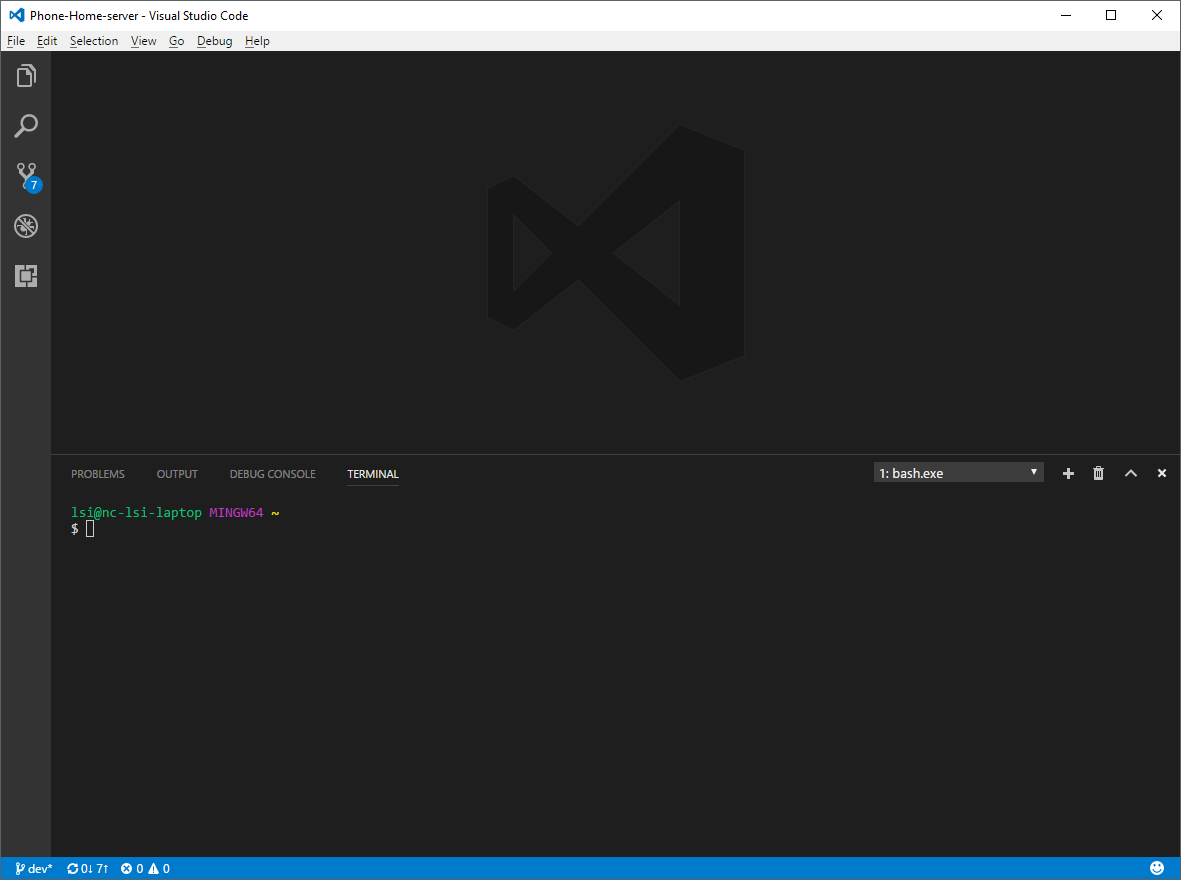 Phone-Home-server - Visual Studio Code
File Edit Selection View Go Debug Help
7
PROBLEMS OUTPUT DEBUG CONSOLE TERMINAL 1: bash.exe
lsi@nc-lsi-laptop MINGW64 ~
$
dev* 0↓ 7↑ 0 0